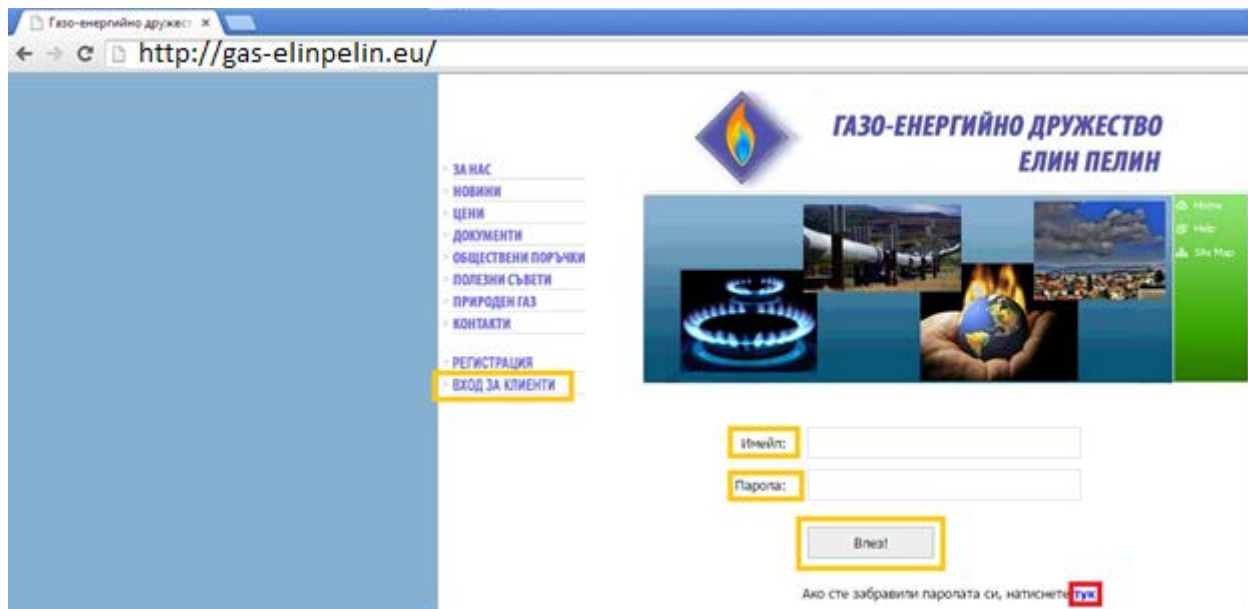 Газо-енергийно дружест
http://gas-elinpelin.eu/
ГАЗО-ЕНЕРГИЙНО ДРУЖЕСТВО
ЕЛИН ПЕЛИН
ЗА НАС
НОВИНИ
ЦЕНИ
ДОКУМЕНТИ
ОБЩЕСТВЕНИ ПОРЪЧКИ
ПОЛЕЗНИ СЪВЕТИ
ПРИРОДЕН ГАЗ
КОНТАКТИ
РЕГИСТРАЦИЯ
ВХОД ЗА КЛИЕНТИ
Home
Help
Site Map
Имейл:
Парола:
Влез!
Ако сте забравили паролата си, натиснете тук